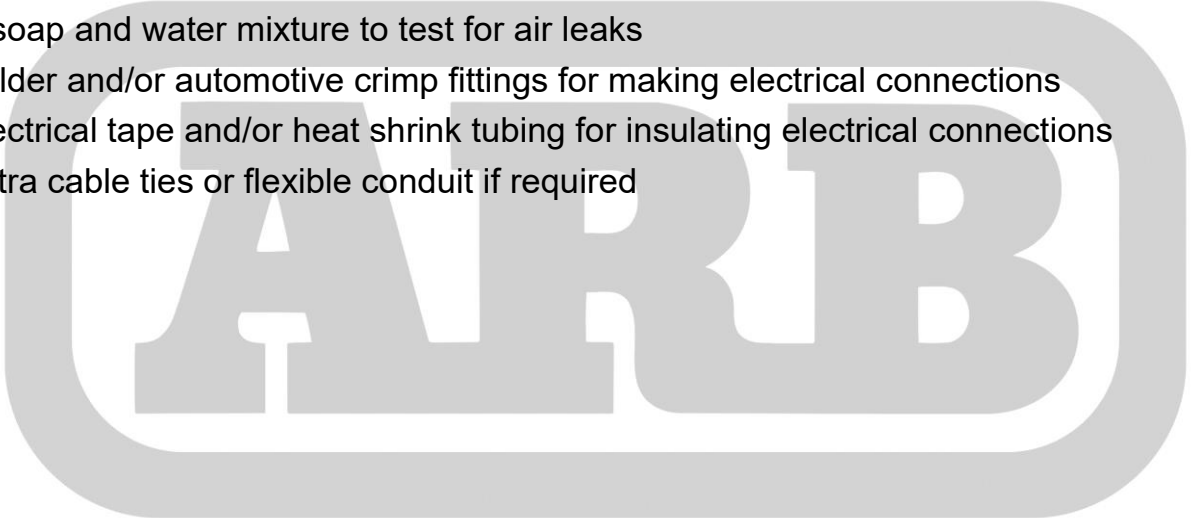 soap and water mixture to test for air leaks
lder and/or automotive crimp fittings for making electrical connections
ectrical tape and/or heat shrink tubing for insulating electrical connections
tra cable ties or flexible conduit if required
ARB